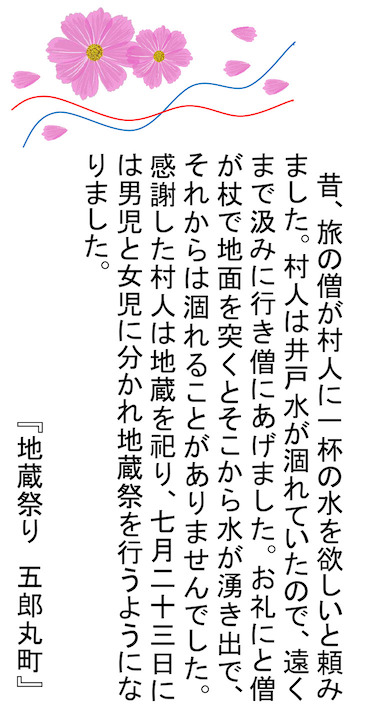 昔、旅の僧が村人に一杯の水を欲しいと頼み
ました。村人は井戸水が涸れていたので、遠く
まで汲みに行き僧にあげました。お礼にと僧
が杖で地面を突くとそこから水が湧き出で、
それからは涸れることがありませんでした。
感謝した村人は地蔵を祀り、七月二十三日に
は男児と女児に分かれ地蔵祭を行うようにな
りました。
『地蔵祭り 五郎丸町』